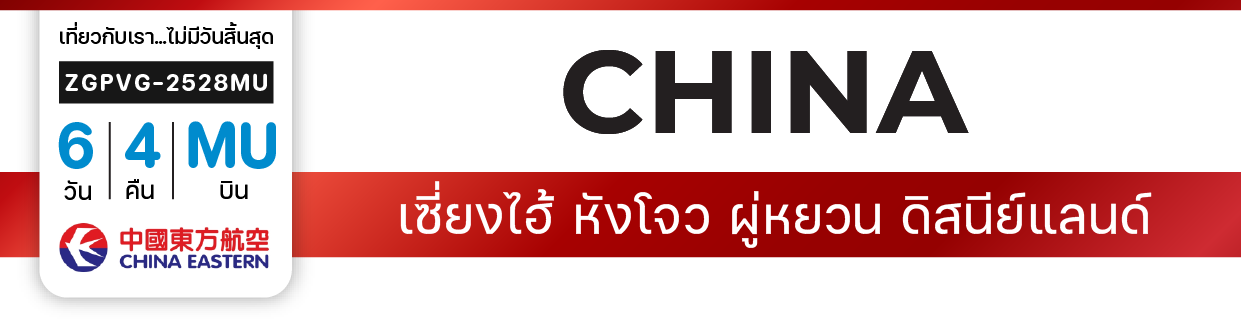 เที่ยวกับเรา...ไม่มีวันสิ้นสุด
ZGPVG-2528MU
6 4 MU
วัน คืน บิน
中國東方航空
CHINA EASTERN
CHINA
เซี่ยงไฮ้ หังโจว ผู่หยวน ดิสนีย์แลนด์